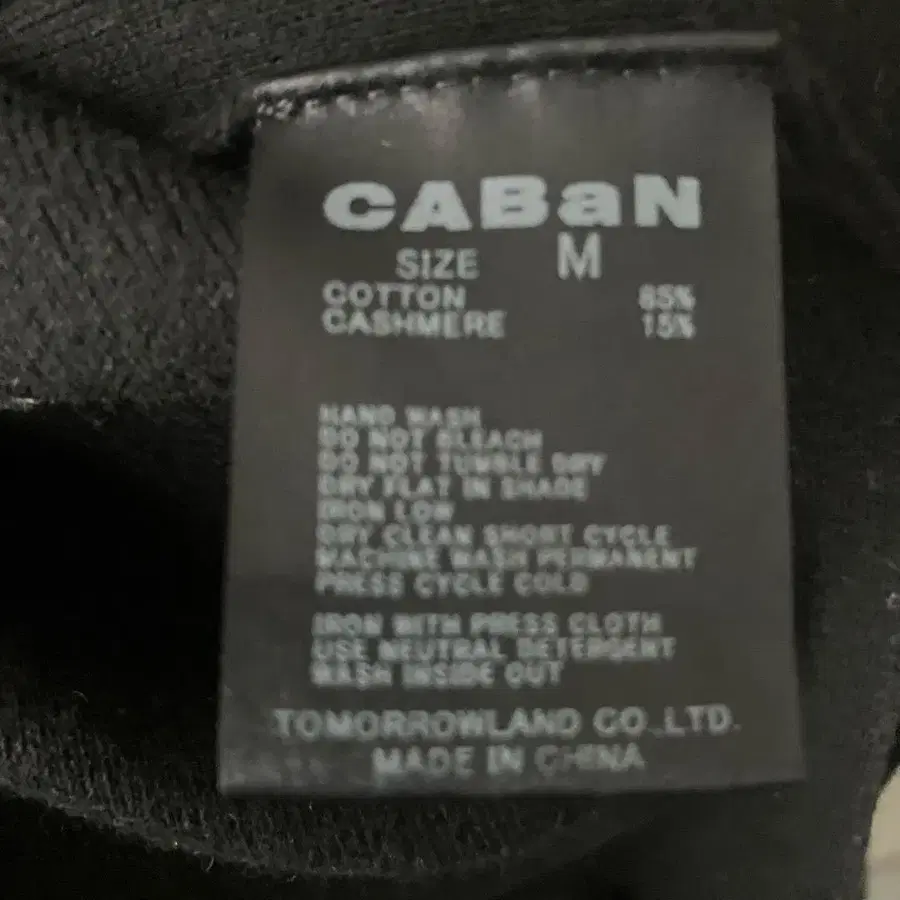 CABaN
SIZE M
COTTON 85%
CASHMERE 15%
HAND WASH
DO NOT BLEACH
DO NOT TUMBLE DRY
DRY FLAT IN SHADE
IRON LOW
DRY CLEAN SHORT CYCLE
MACHINE WASH PERMANENT
PRESS CYCLE COLD
IRON WITH PRESS CLOTH
USE NEUTRAL DETERGENT
WASH INSIDE OUT
TOMORROWLAND CO.,LTD.
MADE IN CHINA